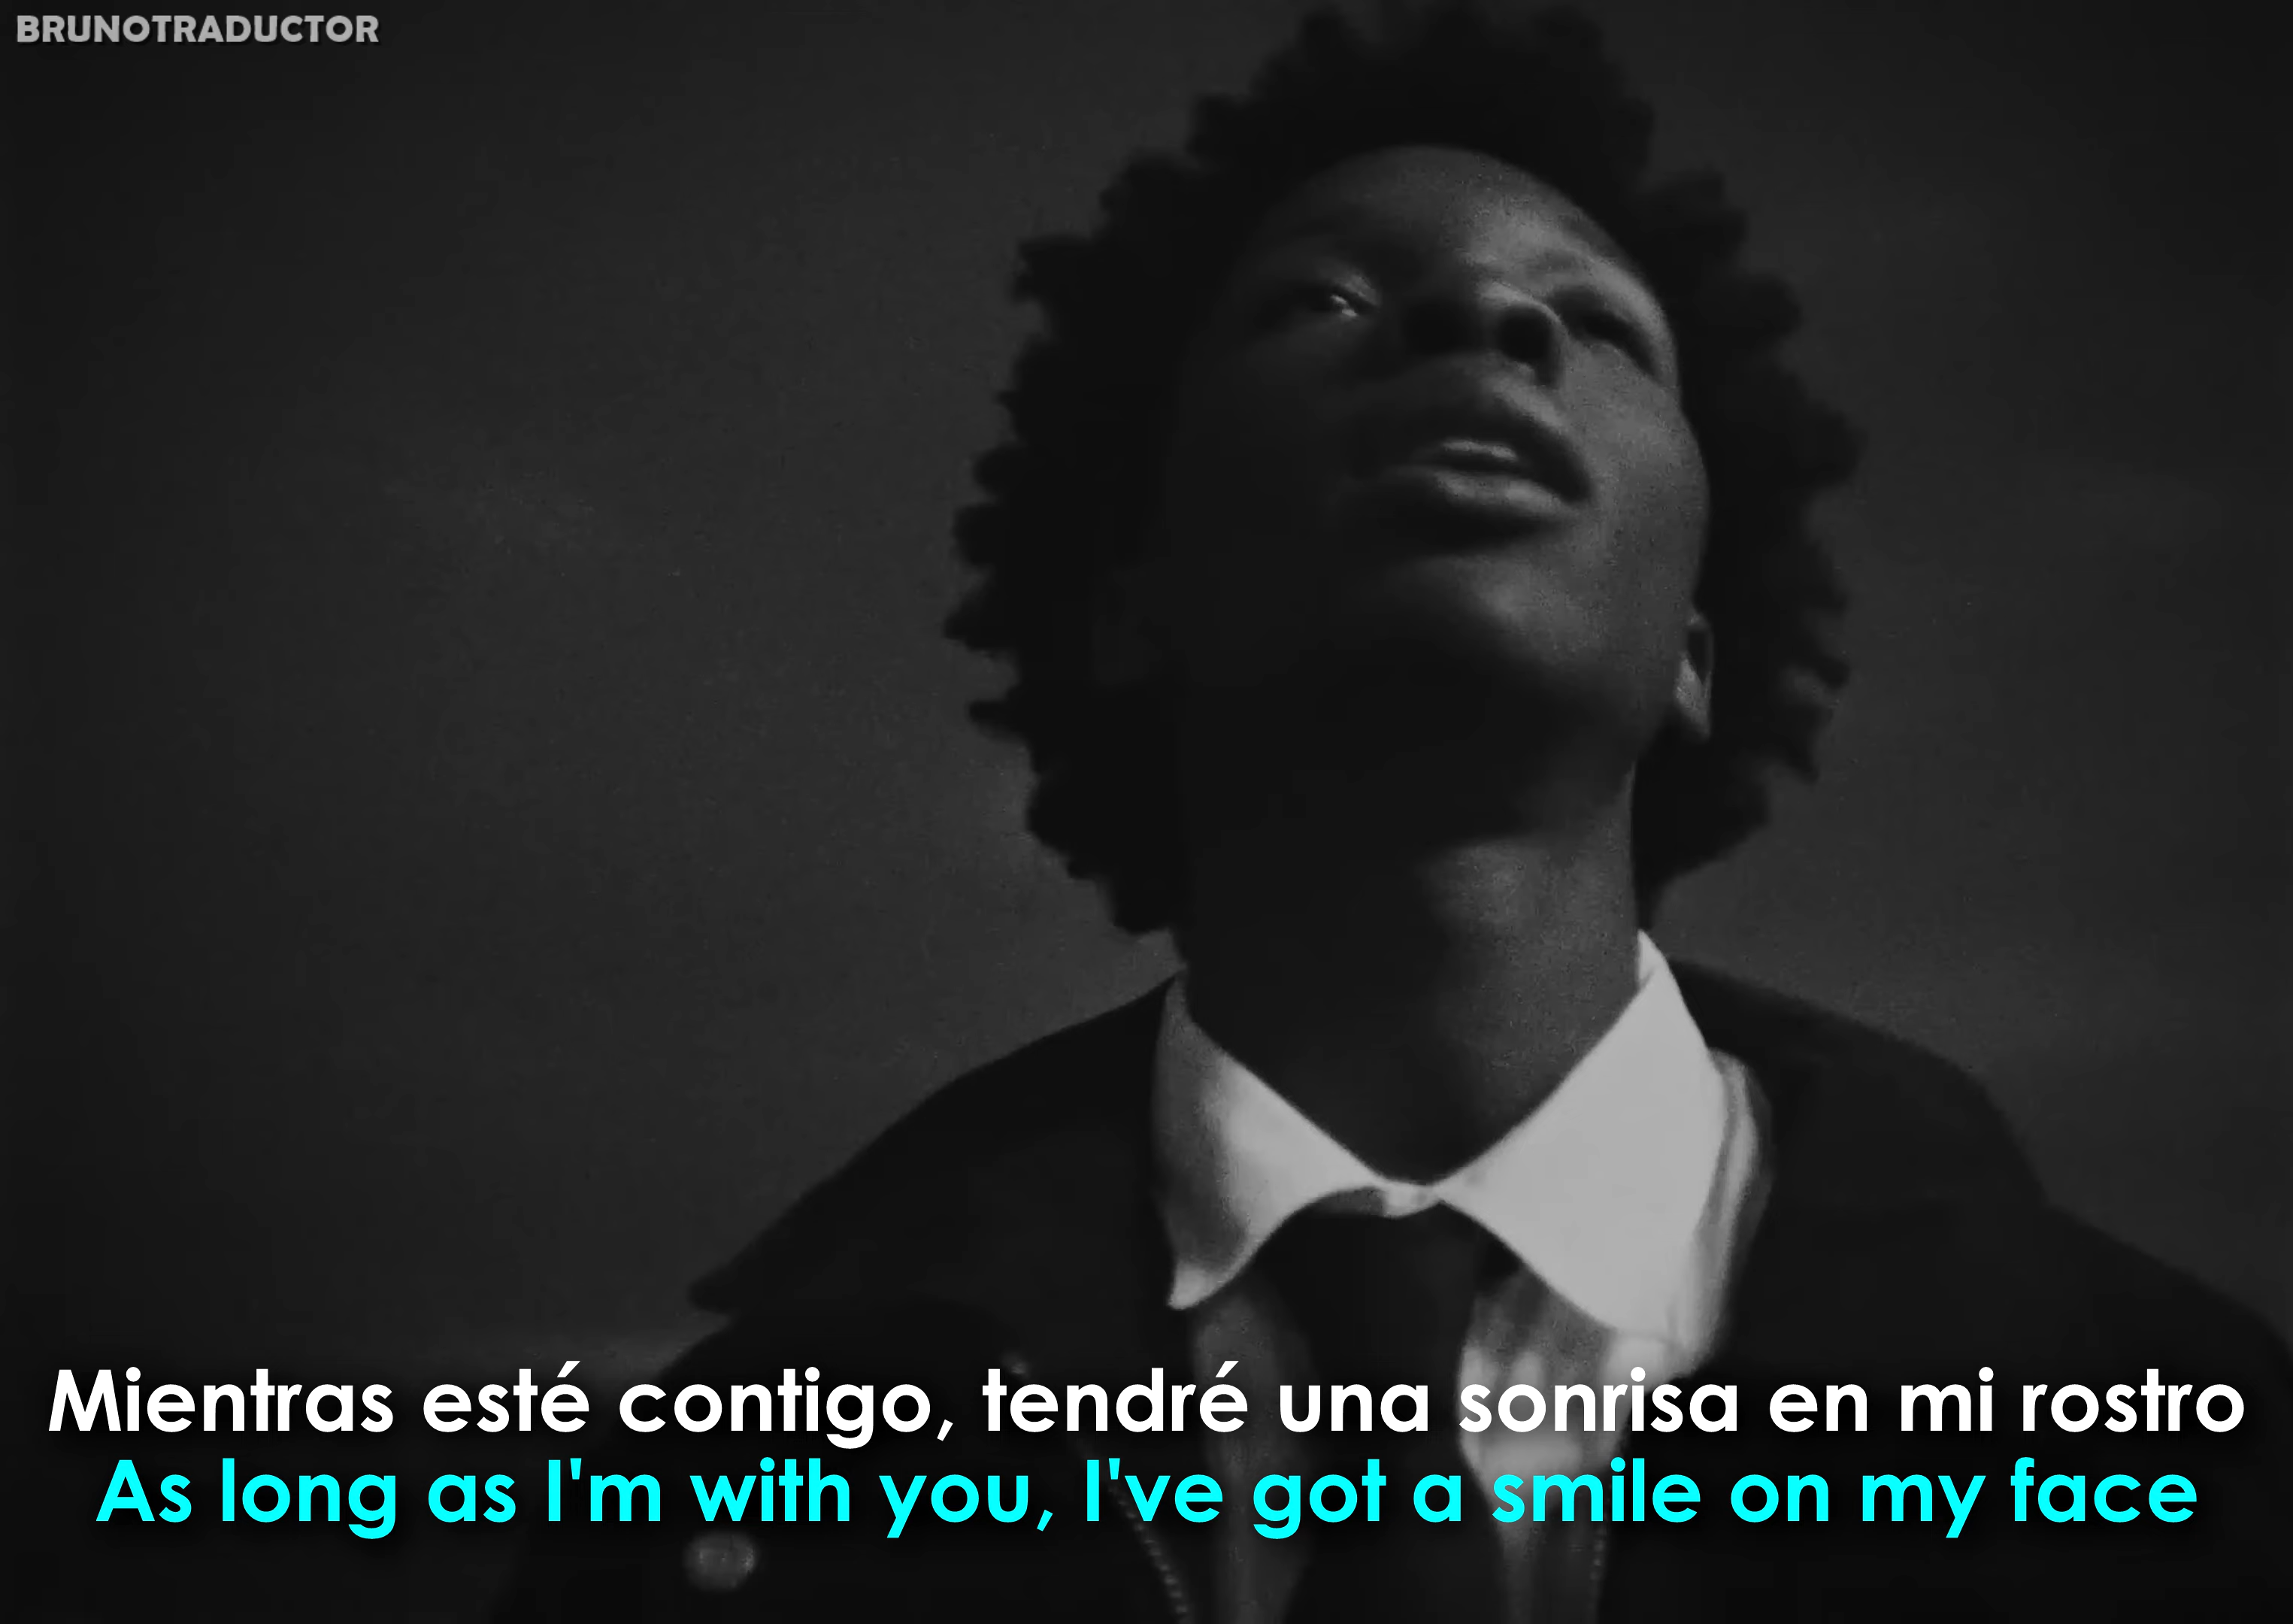 BRUNOTRADUCTOR
Mientras esté contigo, tendré una sonrisa en mi rostro
As long as I'm with you, I've got a smile on my face